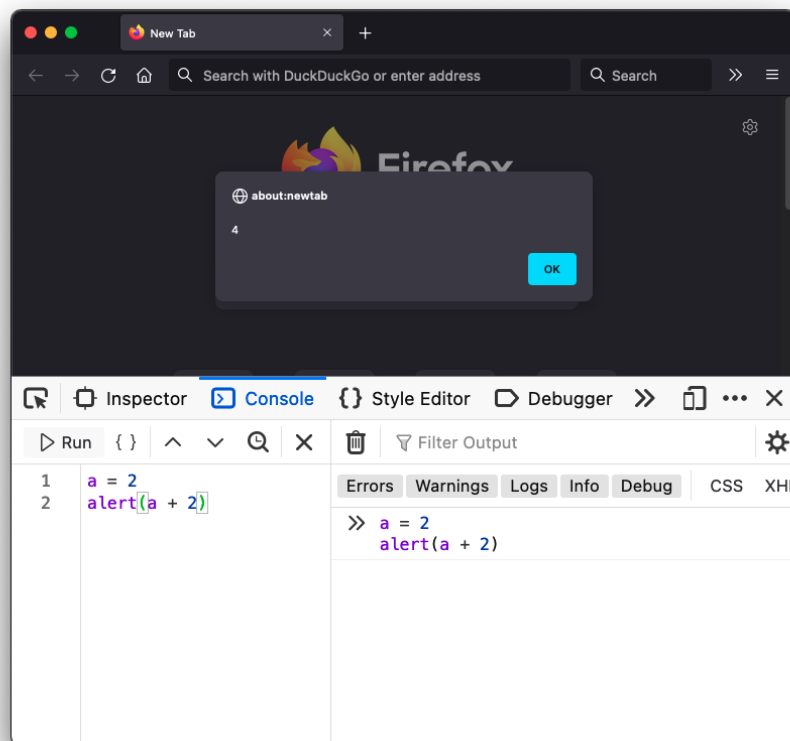 New Tab
Search with DuckDuckGo or enter address
Search
Firefox
about:newtab
4
OK
Inspector
Console
{} Style Editor
Debugger
Run { }
Filter Output
1 a = 2
2 alert(a + 2)
Errors Warnings Logs Info Debug CSS
>> a = 2
alert(a + 2)